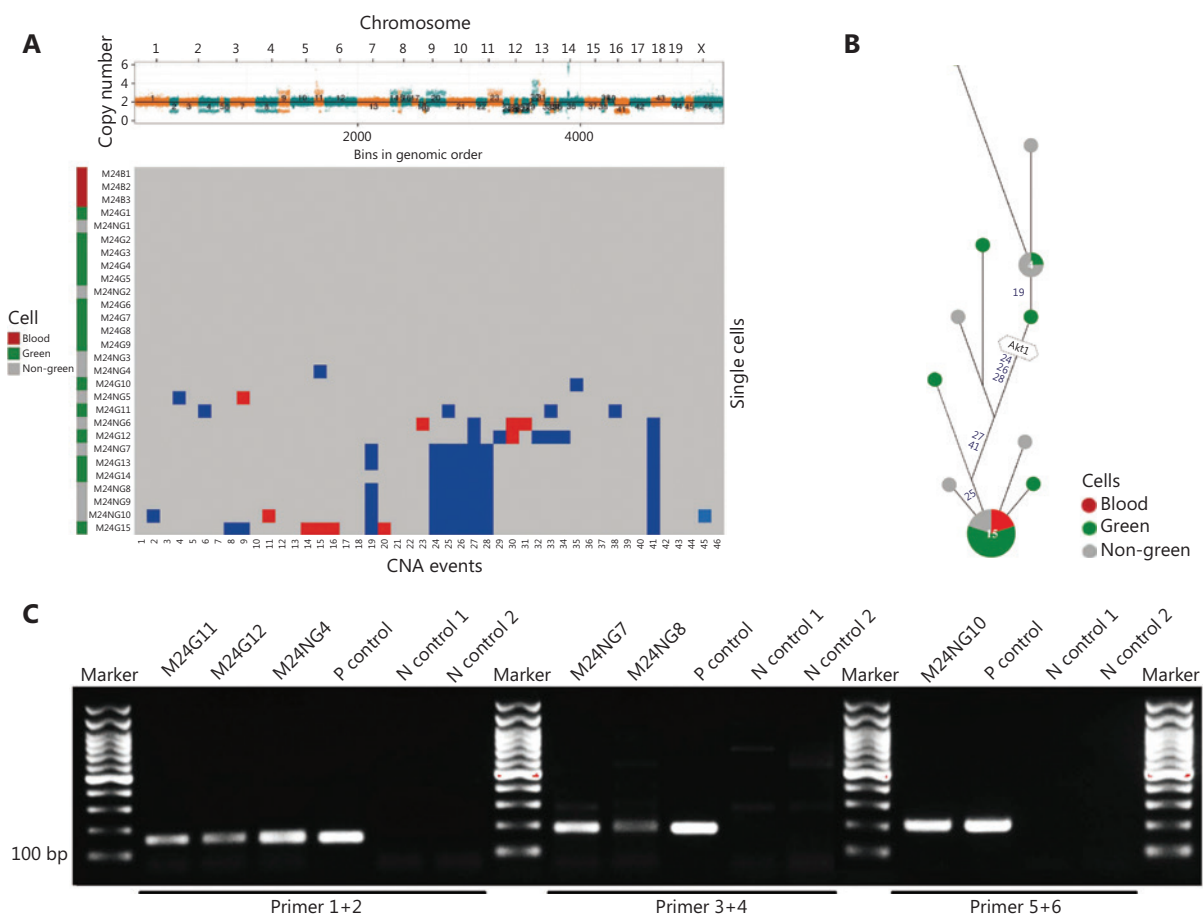 A
Chromosome
1 2 3 4 5 6 7 8 9 10 11 12 13 14 15 16 17 18 19 X
Copy number
6
4
2
0
2000
4000
Bins in genomic order
M24B1
M24B2
M24B3
M24G1
M24NG1
M24G2
M24G3
M24G4
M24G5
M24NG2
M24G6
M24G7
M24G8
M24G9
M24NG3
M24NG4
M24G10
M24NG5
M24G11
M24NG6
M24G12
M24NG7
M24G13
M24G14
M24NG8
M24NG9
M24NG10
M24G15
Cell
Blood
Green
Non-green
Single cells
1 2 3 4 5 6 7 8 9 10 11 12 13 14 15 16 17 18 19 20 21 22 23 24 25 26 27 28 29 30 31 32 33 34 35 36 37 38 39 40 41 42 43 44 45 46
CNA events
B
19
Akt1
24
26
28
27
41
25
15
Cells
Blood
Green
Non-green
C
Marker M24G11 M24G12 M24NG4 P control N control 1 N control 2 Marker M24NG7 M24NG8 P control N control 1 N control 2 Marker M24NG10 P control N control 1 N control 2 Marker
100 bp
Primer 1+2 Primer 3+4 Primer 5+6